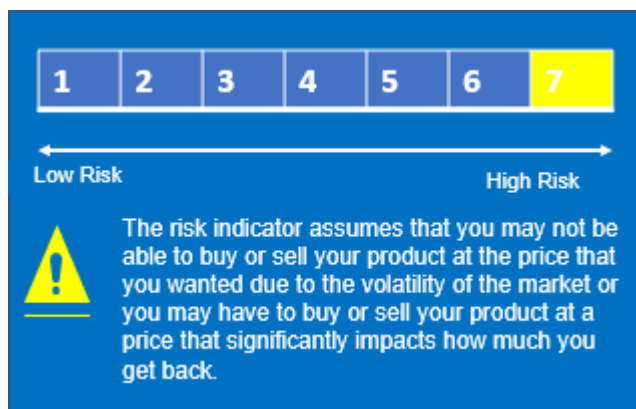 1 2 3 4 5 6 7
Low Risk High Risk
!
The risk indicator assumes that you may not be
able to buy or sell your product at the price that
you wanted due to the volatility of the market or
you may have to buy or sell your product at a
price that significantly impacts how much you
get back.